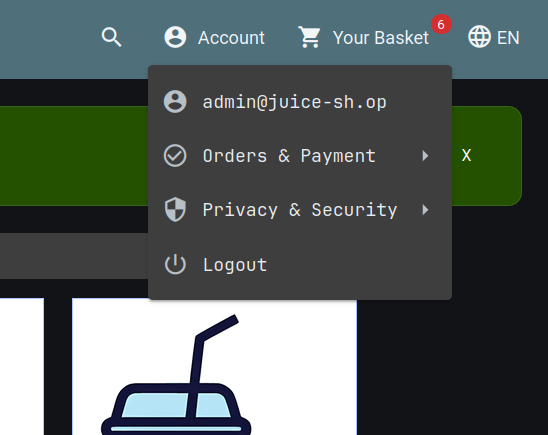 Account
Your Basket
6
EN
admin@juice-sh.op
Orders & Payment
X
Privacy & Security
Logout